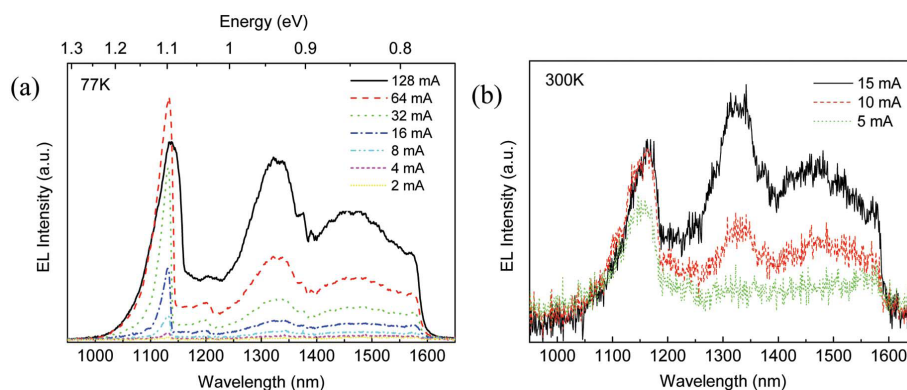 Energy (eV)
1.3 1.2 1.1 1 0.9 0.8
(a)
77K
128 mA
64 mA
32 mA
16 mA
8 mA
4 mA
2 mA
EL Intensity (a.u.)
1000 1100 1200 1300 1400 1500 1600
Wavelength (nm)
(b)
300K
15 mA
10 mA
5 mA
EL Intensity (a.u.)
1000 1100 1200 1300 1400 1500 1600
Wavelength (nm)